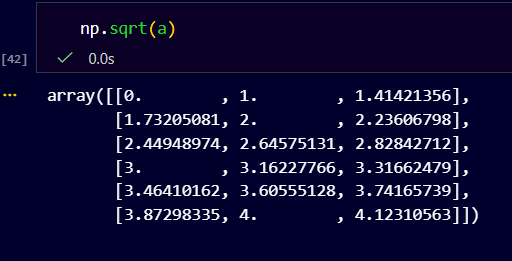 np.sqrt(a)
[42]
0.0s
... array([[0.        , 1.        , 1.41421356],
       [1.73205081, 2.        , 2.23606798],
       [2.44948974, 2.64575131, 2.82842712],
       [3.        , 3.16227766, 3.31662479],
       [3.46410162, 3.60555128, 3.74165739],
       [3.87298335, 4.        , 4.12310563]])